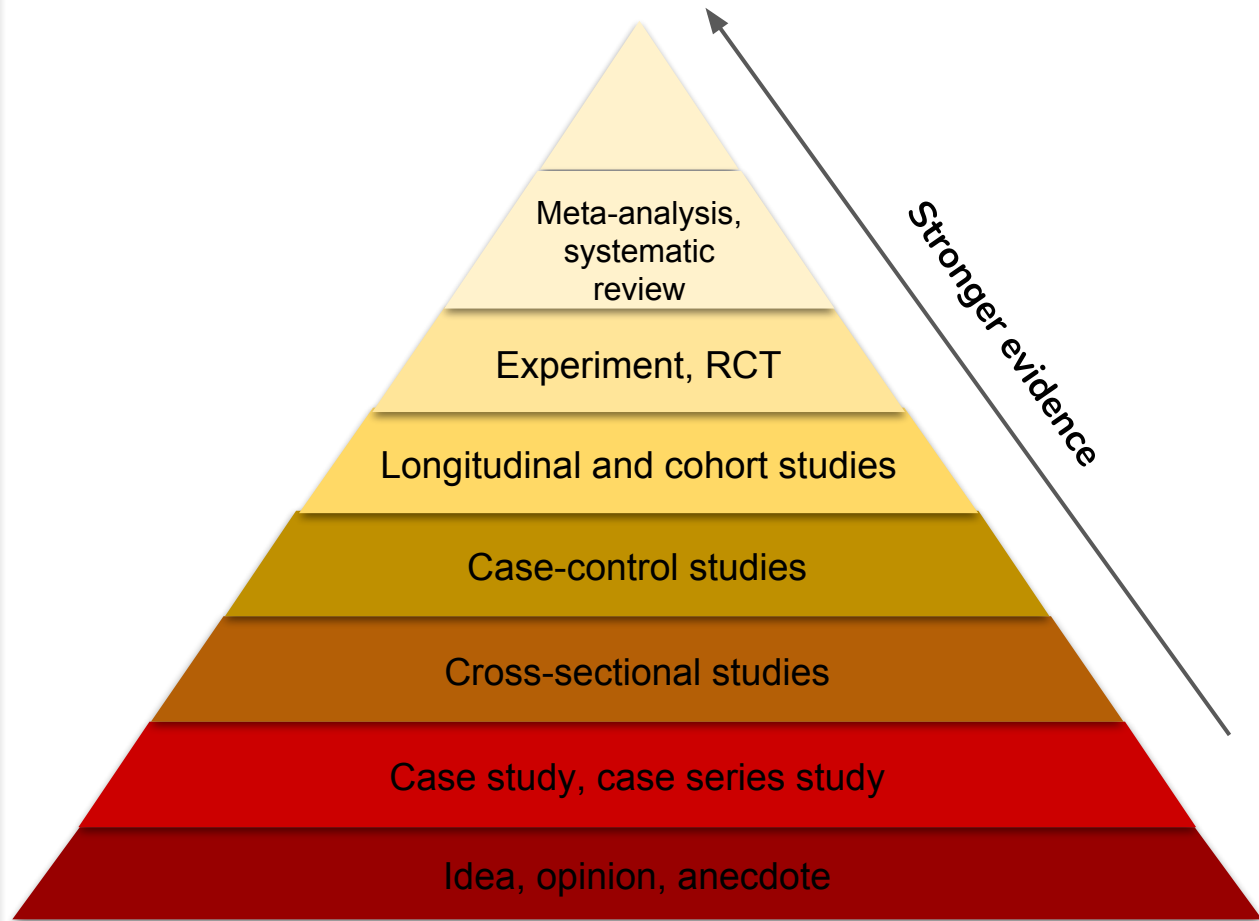 Meta-analysis,
systematic
review
Stronger evidence
Experiment, RCT
Longitudinal and cohort studies
Case-control studies
Cross-sectional studies
Case study, case series study
Idea, opinion, anecdote